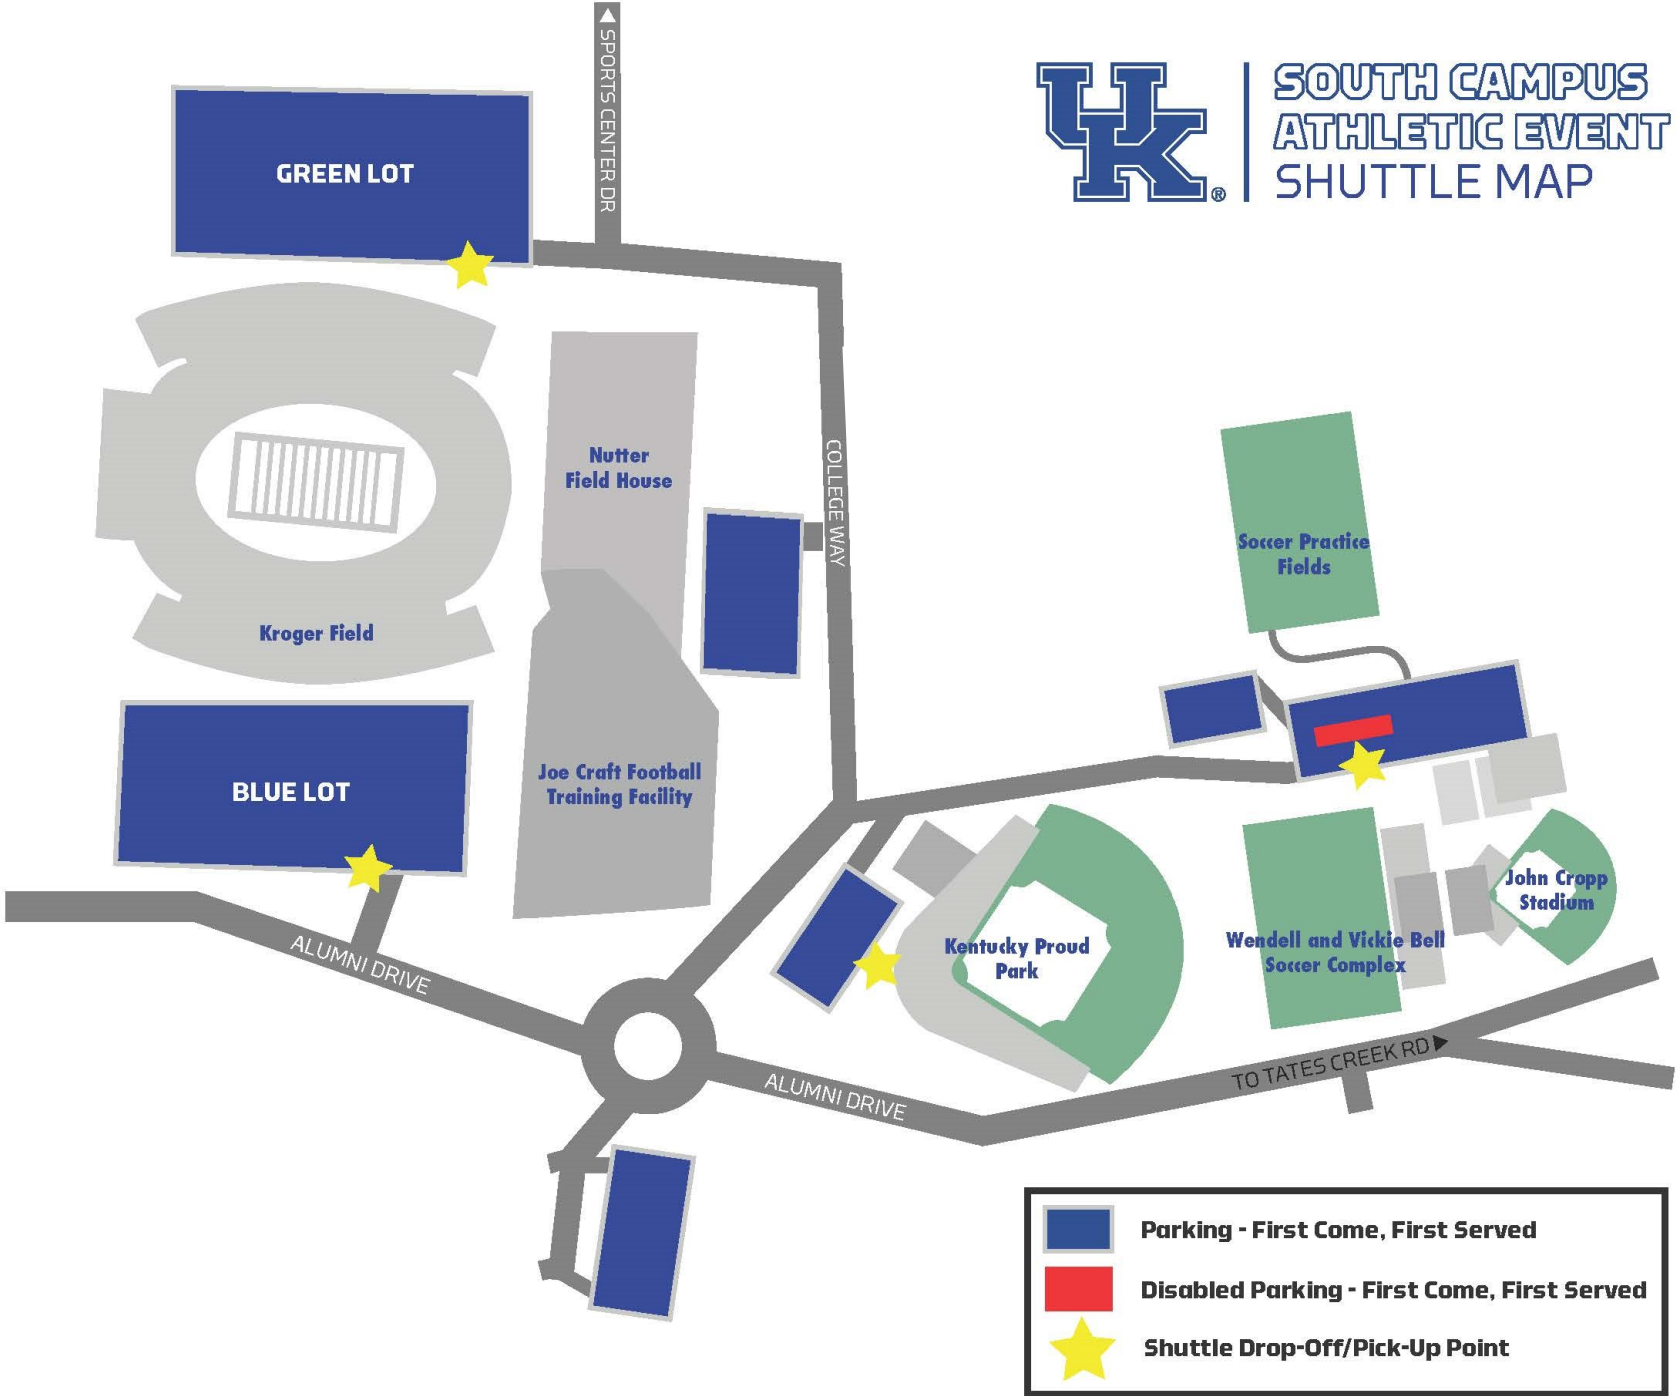 SPORTS CENTER DR
UK®
SOUTH CAMPUS
ATHLETIC EVENT
SHUTTLE MAP
GREEN LOT
COLLEGE WAY
Nutter
Field House
Soccer Practice
Fields
Kroger Field
BLUE LOT
Joe Craft Football
Training Facility
John Cropp
Stadium
Kentucky Proud
Park
Wendell and Vickie Bell
Soccer Complex
ALUMNI DRIVE
ALUMNI DRIVE
TO TATES CREEK RD
Parking - First Come, First Served
Disabled Parking - First Come, First Served
Shuttle Drop-Off/Pick-Up Point